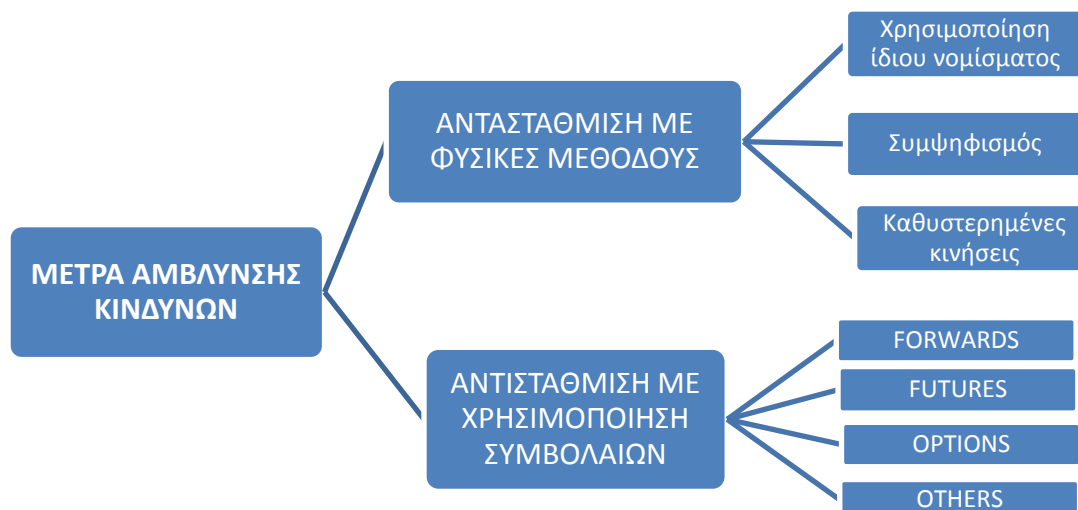 ΜΕΤΡΑ ΑΜΒΛΥΝΣΗΣ
ΚΙΝΔΥΝΩΝ
ΑΝΤΑΣΤΑΘΜΙΣΗ ΜΕ
ΦΥΣΙΚΕΣ ΜΕΘΟΔΟΥΣ
Χρησιμοποίηση
ίδιου νομίσματος
Συμψηφισμός
Καθυστερημένες
κινήσεις
ΑΝΤΙΣΤΑΘΜΙΣΗ ΜΕ
ΧΡΗΣΙΜΟΠΟΙΗΣΗ
ΣΥΜΒΟΛΑΙΩΝ
FORWARDS
FUTURES
OPTIONS
OTHERS